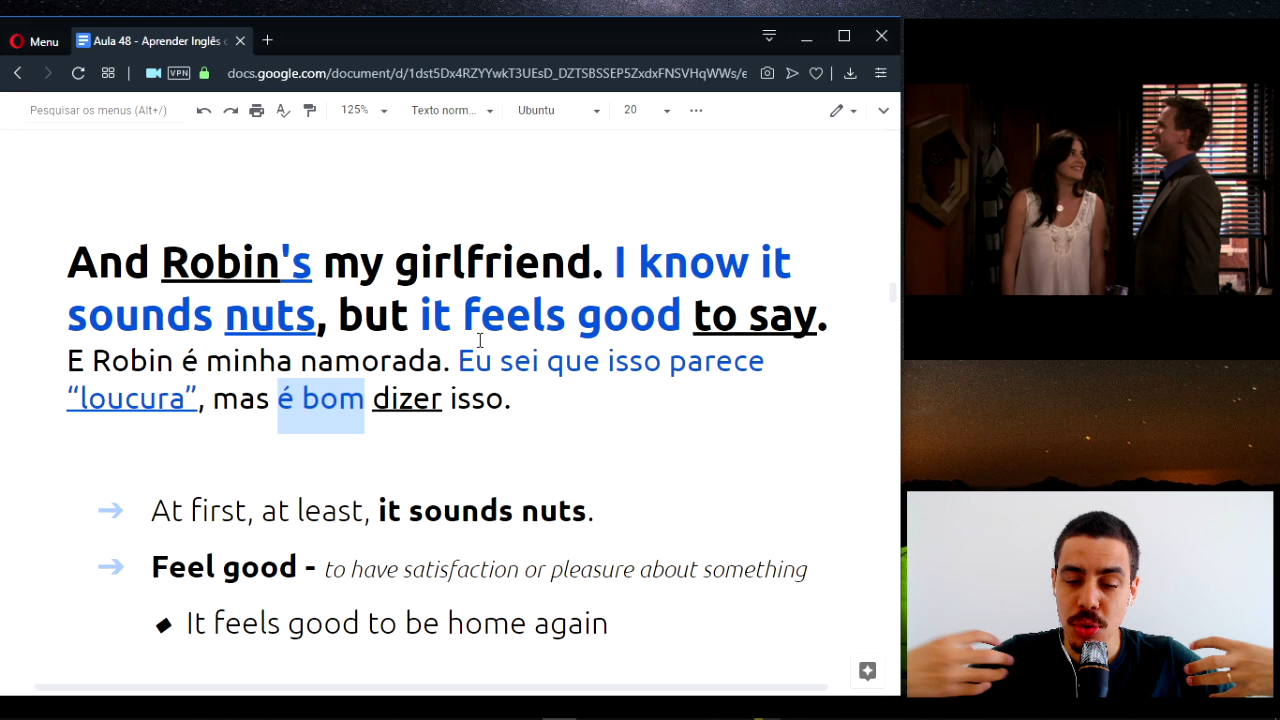 Menu
Aula 48 - Aprender Inglês
VPN
docs.google.com/document/d/1dst5Dx4RZYYwkT3UEsD_DZTSBSSEP5ZxdxFNSVHqWWs/e
Pesquisar os menus (Alt+/)
125%
Texto norm...
Ubuntu
20
And Robin's my girlfriend. I know it
sounds nuts, but it feels good to say.
E Robin é minha namorada. Eu sei que isso parece
“loucura”, mas é bom dizer isso.
➔ At first, at least, it sounds nuts.
➔ Feel good - to have satisfaction or pleasure about something
◆ It feels good to be home again